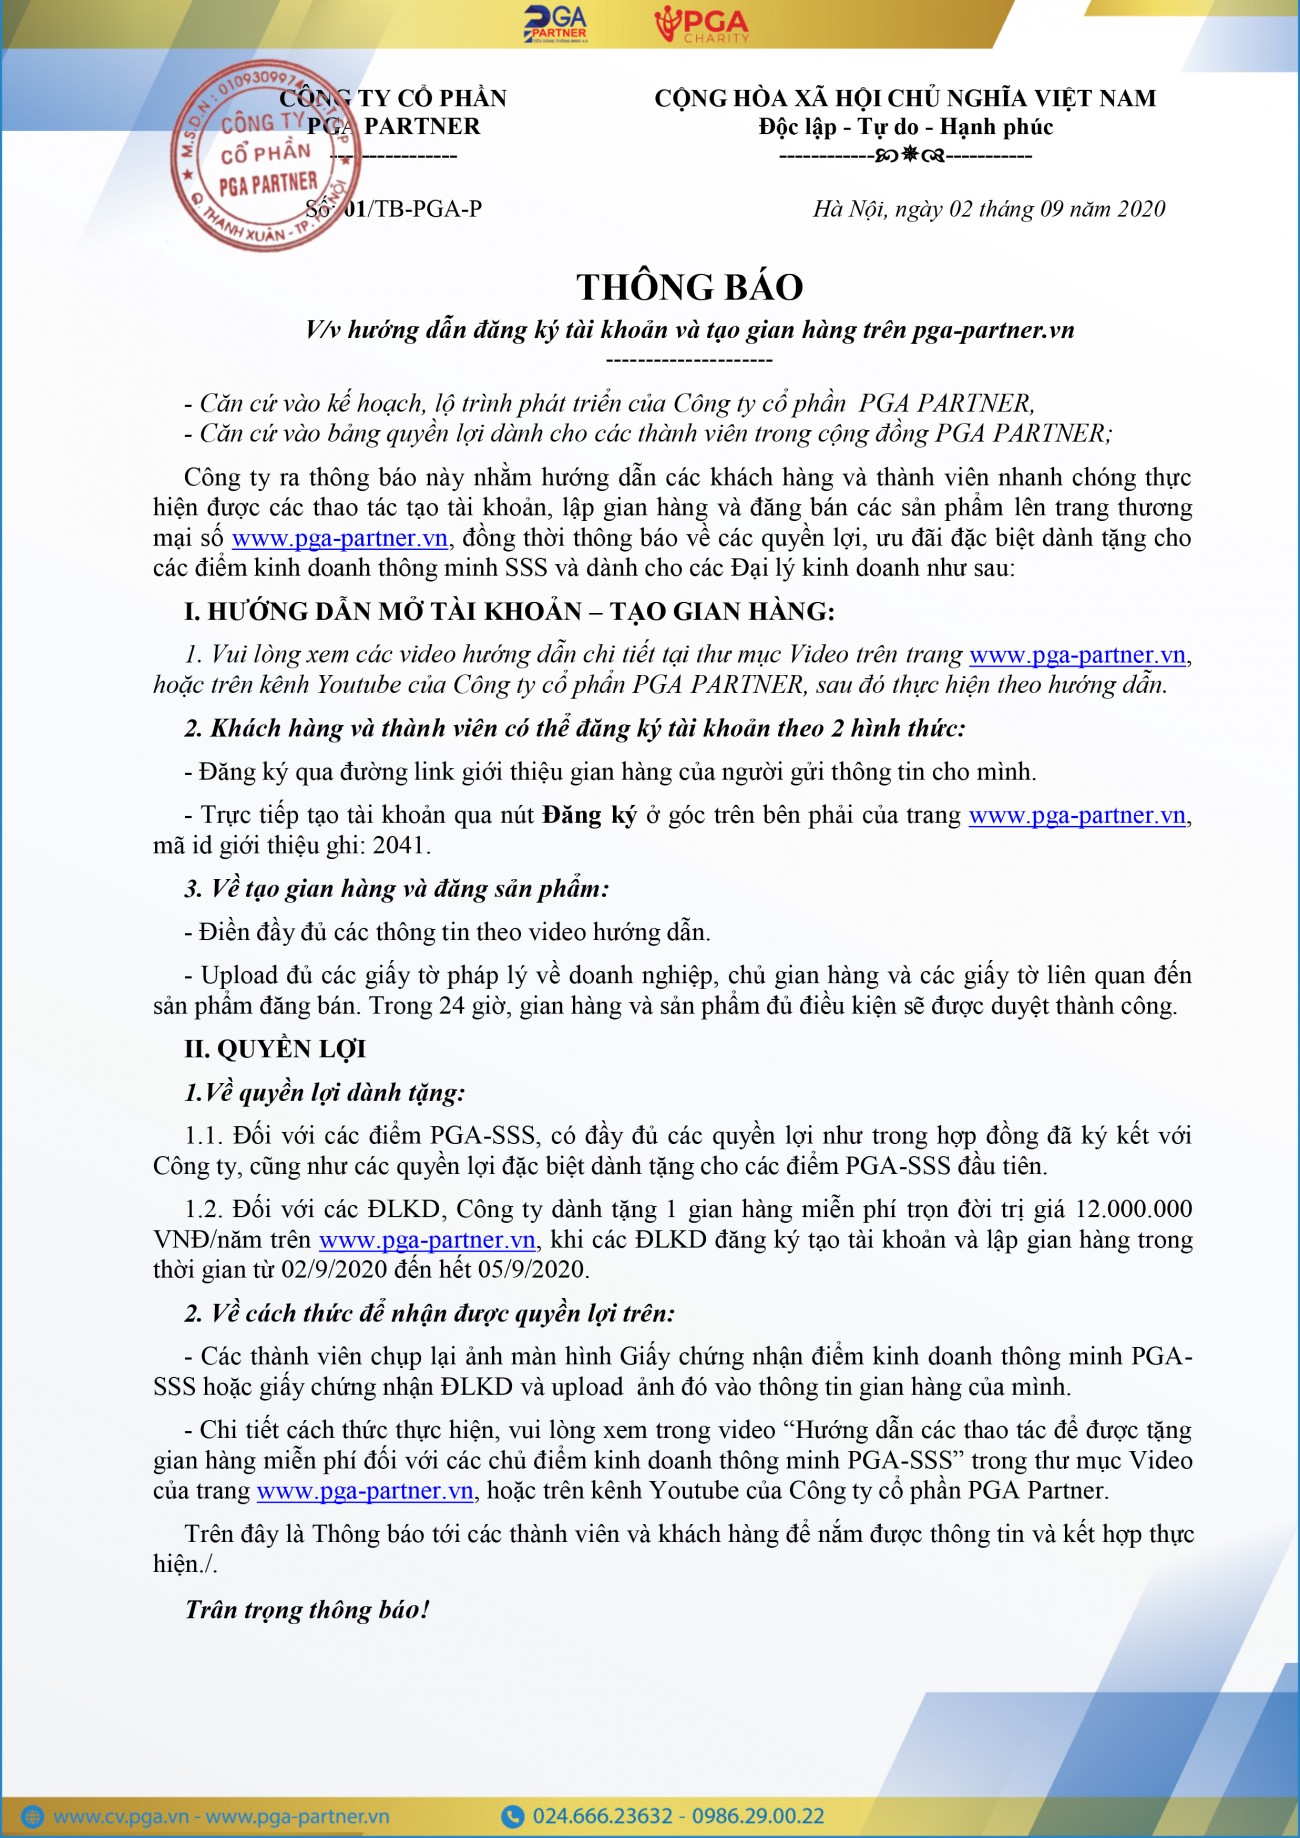 PGA
PARTNER
TIÊU DÙNG THÔNG MINH 4.0
PGA
CHARITY
CÔNG TY CỔ PHẦN
PGA PARTNER
----------------
CỘNG HÒA XÃ HỘI CHỦ NGHĨA VIỆT NAM
Độc lập - Tự do - Hạnh phúc
M.S.D.N: 010930997
CÔNG TY
CỔ PHẦN
PGA PARTNER
Q. THANH XUÂN - TP. HÀ NỘI
Số: 01/TB-PGA-P
Hà Nội, ngày 02 tháng 09 năm 2020
THÔNG BÁO
V/v hướng dẫn đăng ký tài khoản và tạo gian hàng trên pga-partner.vn
---------------------
- Căn cứ vào kế hoạch, lộ trình phát triển của Công ty cổ phần PGA PARTNER,
- Căn cứ vào bảng quyền lợi dành cho các thành viên trong cộng đồng PGA PARTNER;
Công ty ra thông báo này nhằm hướng dẫn các khách hàng và thành viên nhanh chóng thực
hiện được các thao tác tạo tài khoản, lập gian hàng và đăng bán các sản phẩm lên trang thương
mại số www.pga-partner.vn, đồng thời thông báo về các quyền lợi, ưu đãi đặc biệt dành tặng cho
các điểm kinh doanh thông minh SSS và dành cho các Đại lý kinh doanh như sau:
I. HƯỚNG DẪN MỞ TÀI KHOẢN – TẠO GIAN HÀNG:
1. Vui lòng xem các video hướng dẫn chi tiết tại thư mục Video trên trang www.pga-partner.vn,
hoặc trên kênh Youtube của Công ty cổ phẩn PGA PARTNER, sau đó thực hiện theo hướng dẫn.
2. Khách hàng và thành viên có thể đăng ký tài khoản theo 2 hình thức:
- Đăng ký qua đường link giới thiệu gian hàng của người gửi thông tin cho mình.
- Trực tiếp tạo tài khoản qua nút Đăng ký ở góc trên bên phải của trang www.pga-partner.vn,
mã id giới thiệu ghi: 2041.
3. Về tạo gian hàng và đăng sản phẩm:
- Điền đầy đủ các thông tin theo video hướng dẫn.
- Upload đủ các giấy tờ pháp lý về doanh nghiệp, chủ gian hàng và các giấy tờ liên quan đến
sản phẩm đăng bán. Trong 24 giờ, gian hàng và sản phẩm đủ điều kiện sẽ được duyệt thành công.
II. QUYỀN LỢI
1.Về quyền lợi dành tặng:
1.1. Đối với các điểm PGA-SSS, có đầy đủ các quyền lợi như trong hợp đồng đã ký kết với
Công ty, cũng như các quyền lợi đặc biệt dành tặng cho các điểm PGA-SSS đầu tiên.
1.2. Đối với các ĐLKD, Công ty dành tặng 1 gian hàng miễn phí trọn đời trị giá 12.000.000
VNĐ/năm trên www.pga-partner.vn, khi các ĐLKD đăng ký tạo tài khoản và lập gian hàng trong
thời gian từ 02/9/2020 đến hết 05/9/2020.
2. Về cách thức để nhận được quyền lợi trên:
- Các thành viên chụp lại ảnh màn hình Giấy chứng nhận điểm kinh doanh thông minh PGA-
SSS hoặc giấy chứng nhận ĐLKD và upload ảnh đó vào thông tin gian hàng của mình.
- Chi tiết cách thức thực hiện, vui lòng xem trong video “Hướng dẫn các thao tác để được tặng
gian hàng miễn phí đối với các chủ điểm kinh doanh thông minh PGA-SSS” trong thư mục Video
của trang www.pga-partner.vn, hoặc trên kênh Youtube của Công ty cổ phần PGA Partner.
Trên đây là Thông báo tới các thành viên và khách hàng để nắm được thông tin và kết hợp thực
hiện./.
Trân trọng thông báo!
www.cv.pga.vn - www.pga-partner.vn
024.666.23632 - 0986.29.00.22